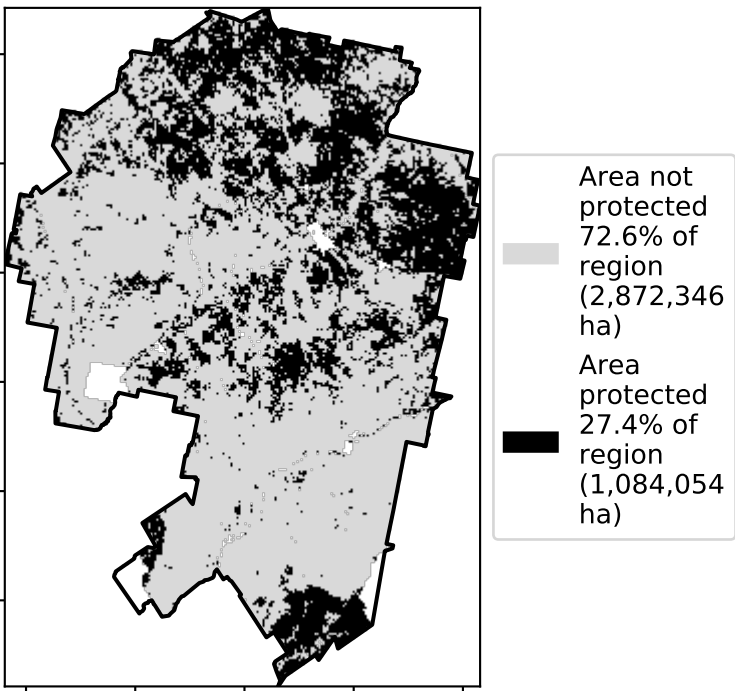 Area not
protected
72.6% of
region
(2,872,346
ha)
Area
protected
27.4% of
region
(1,084,054
ha)